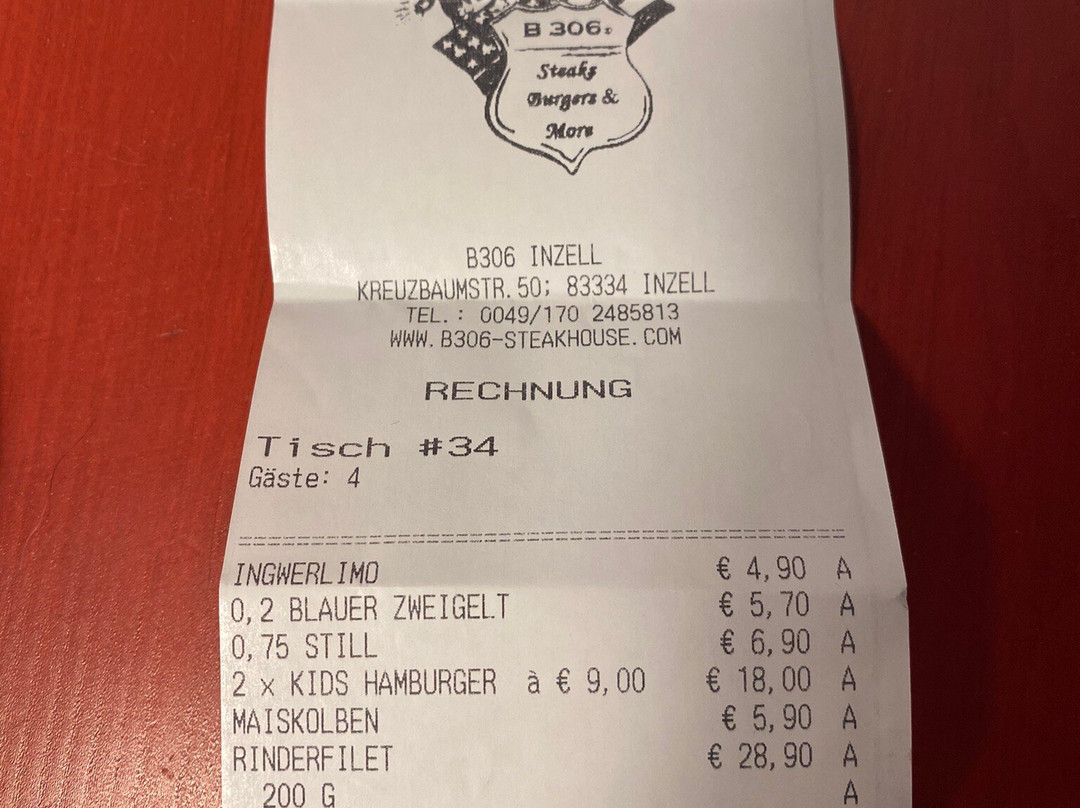 B 306
Steaks
Burgers &
More
B306 INZELL
KREUZBAUMSTR.50; 83334 INZELL
TEL.: 0049/170 2485813
WWW.B306-STEAKHOUSE.COM
RECHNUNG
Tisch #34
Gäste: 4
INGWERLIMO € 4,90 A
0,2 BLAUER ZWEIGELT € 5,70 A
0,75 STILL € 6,90 A
2 x KIDS HAMBURGER à € 9,00 € 18,00 A
MAISKOLBEN € 5,90 A
RINDERFILET € 28,90 A
200 G A